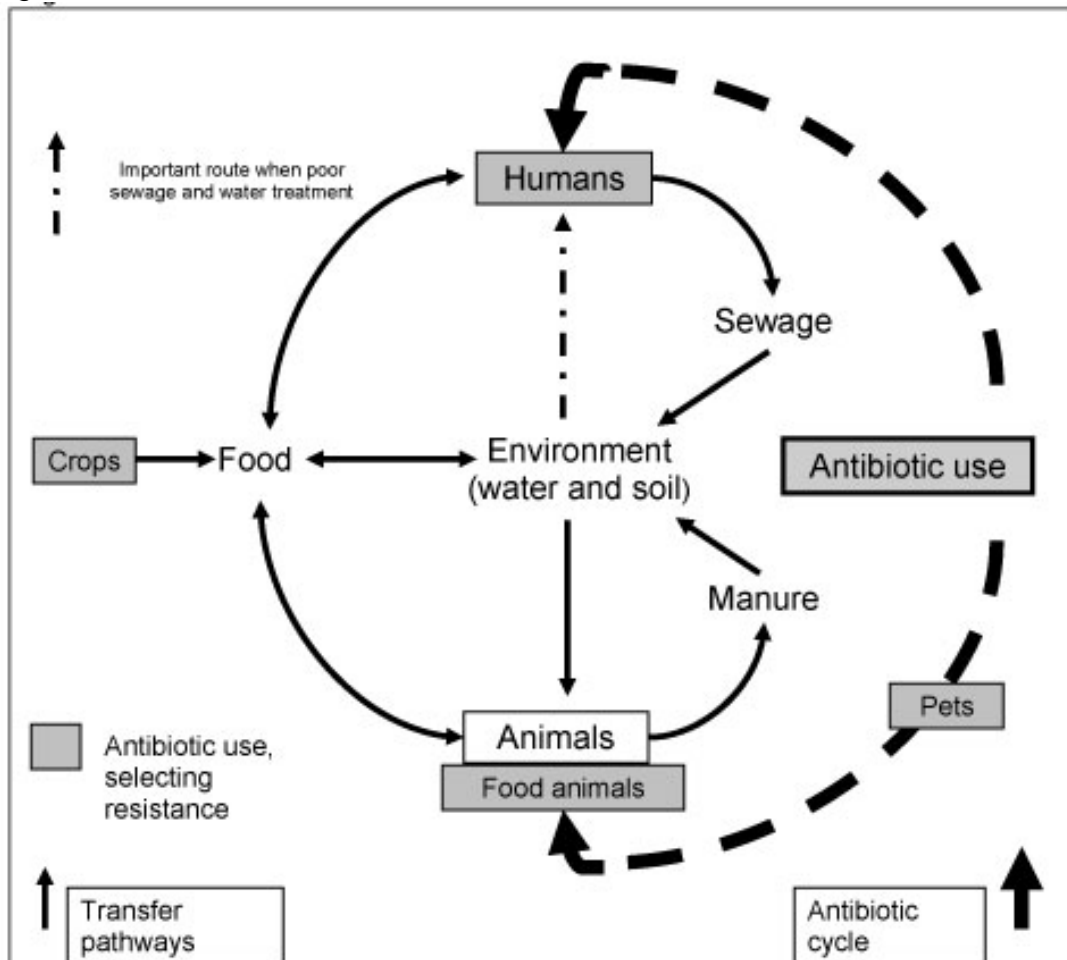 Important route when poor
sewage and water treatment
Humans
Sewage
Crops
Food
Environment
(water and soil)
Antibiotic use
Manure
Pets
Animals
Food animals
Antibiotic use,
selecting
resistance
Transfer
pathways
Antibiotic
cycle